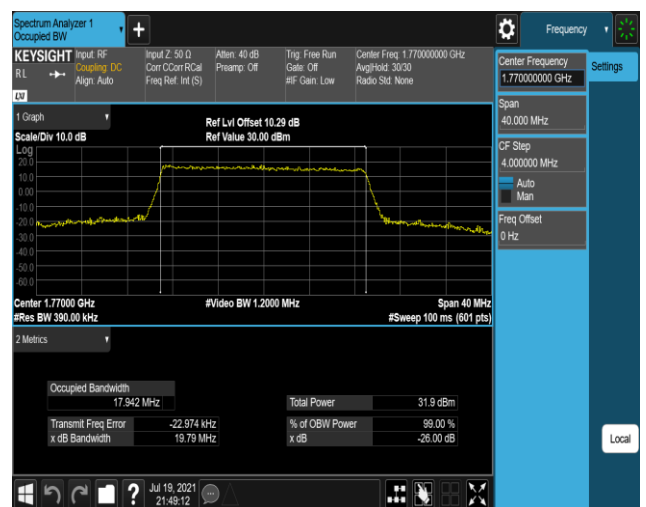 Spectrum Analyzer 1
Occupied BW
+
Frequency
KEYSIGHT
RL
LXI
Input: RF
Coupling: DC
Align: Auto
Input Z: 50 Ω
Corr CCorr RCal
Freq Ref: Int (S)
Atten: 40 dB
Preamp: Off
Trig: Free Run
Gate: Off
#IF Gain: Low
Center Freq: 1.770000000 GHz
Avg|Hold: 30/30
Radio Std: None
Center Frequency
1.770000000 GHz
Settings
Span
40.000 MHz
CF Step
4.000000 MHz
Auto
Man
Freq Offset
0 Hz
1 Graph
Scale/Div 10.0 dB
Ref Lvl Offset 10.29 dB
Ref Value 30.00 dBm
Log
20.0
10.0
0.00
-10.0
-20.0
-30.0
-40.0
-50.0
-60.0
Center 1.77000 GHz
#Video BW 1.2000 MHz
Span 40 MHz
#Res BW 390.00 kHz
#Sweep 100 ms (601 pts)
2 Metrics
Occupied Bandwidth
17.942 MHz
Total Power 31.9 dBm
Transmit Freq Error -22.974 kHz
% of OBW Power 99.00 %
x dB Bandwidth 19.79 MHz
x dB -26.00 dB
Local
?
Jul 19, 2021
21:49:12